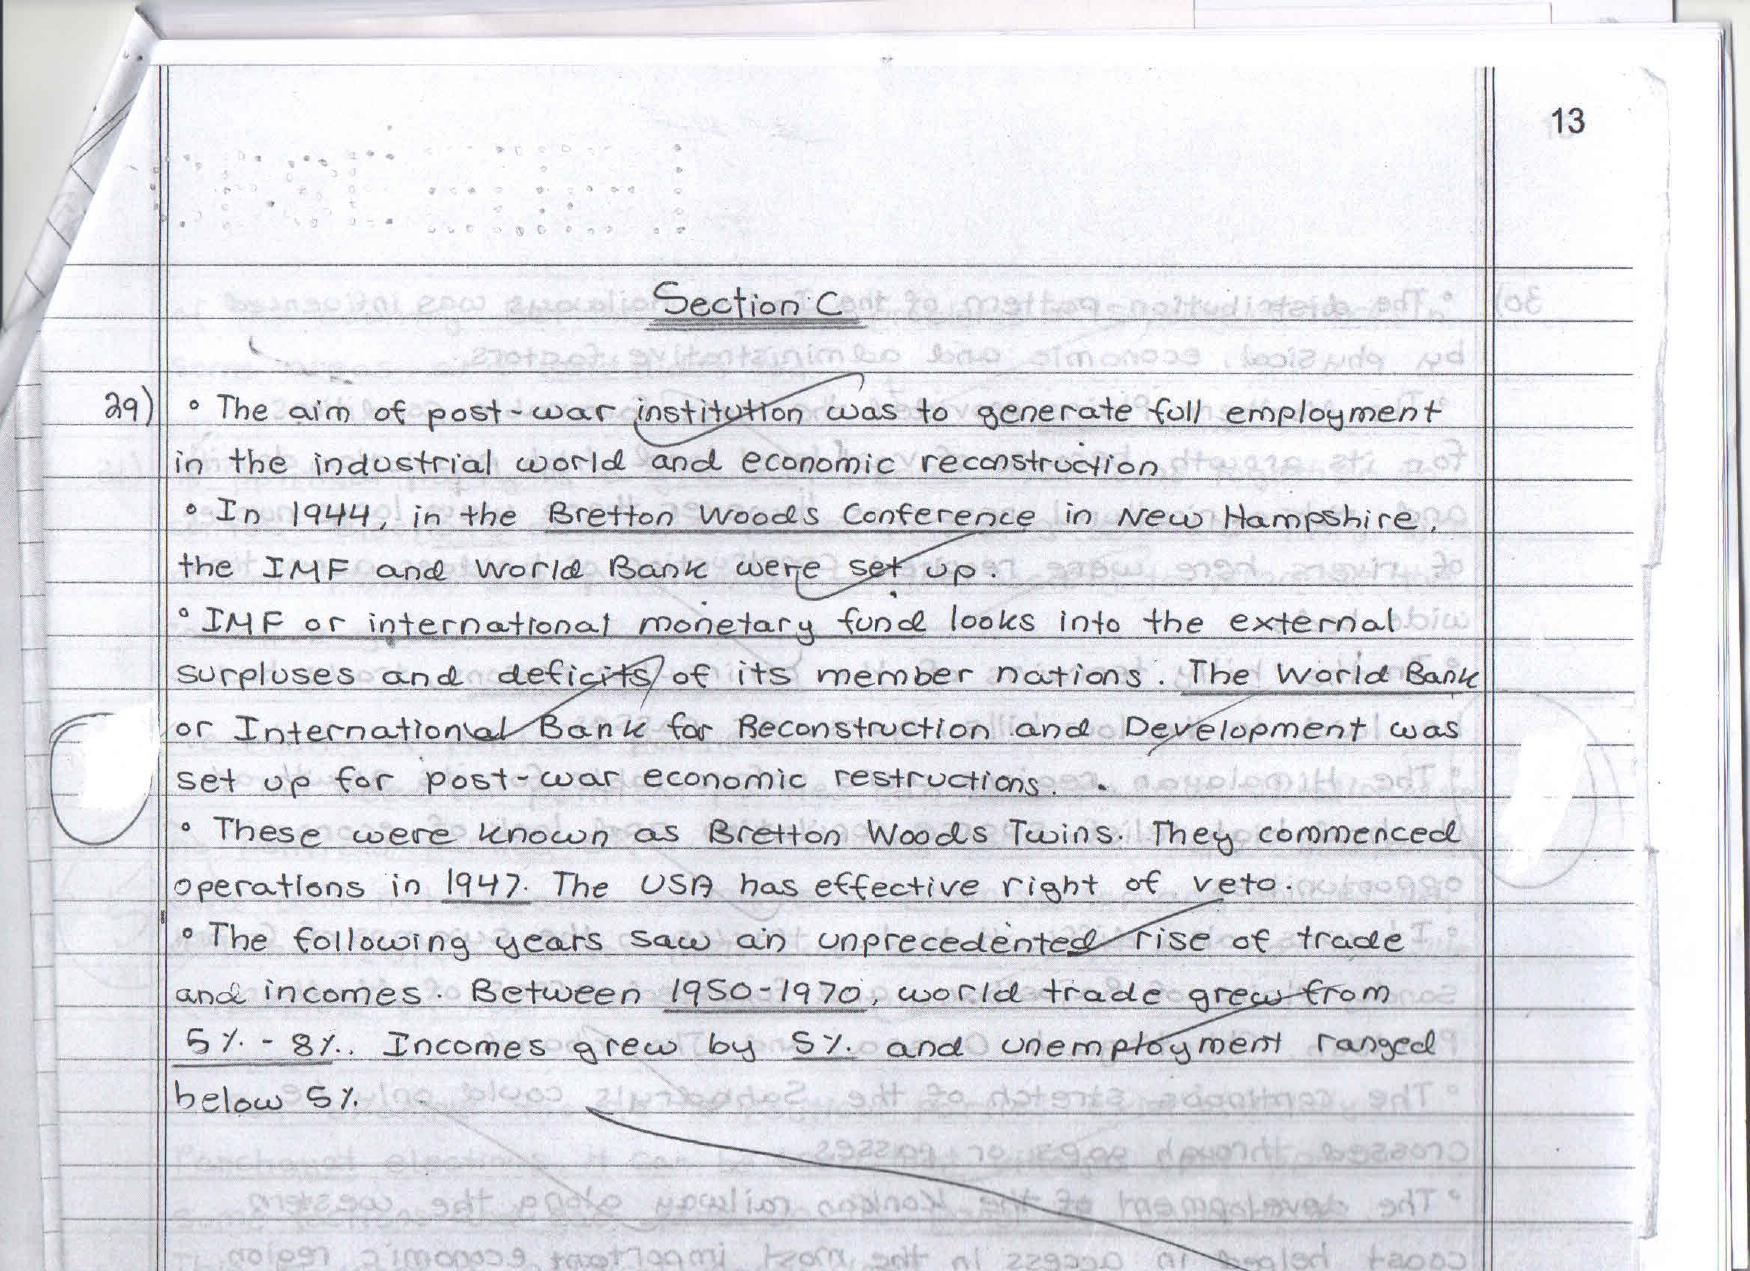 13
Section C
29) • The aim of post-war institution was to generate full employment
in the industrial world and economic reconstruction
• In 1944, in the Bretton Woods Conference in New Hampshire,
the IMF and World Bank were set up.
• IMF or international monetary fund looks into the external
surpluses and deficits of its member nations. The World Bank
or International Bank for Reconstruction and Development was
set up for post-war economic restructions.
• These were known as Bretton Woods Twins. They commenced
operations in 1947. The USA has effective right of veto.
• The following years saw an unprecedented rise of trade
and incomes. Between 1950-1970, world trade grew from
5% - 8%. Incomes grew by 5% and unemployment ranged
below 5%.